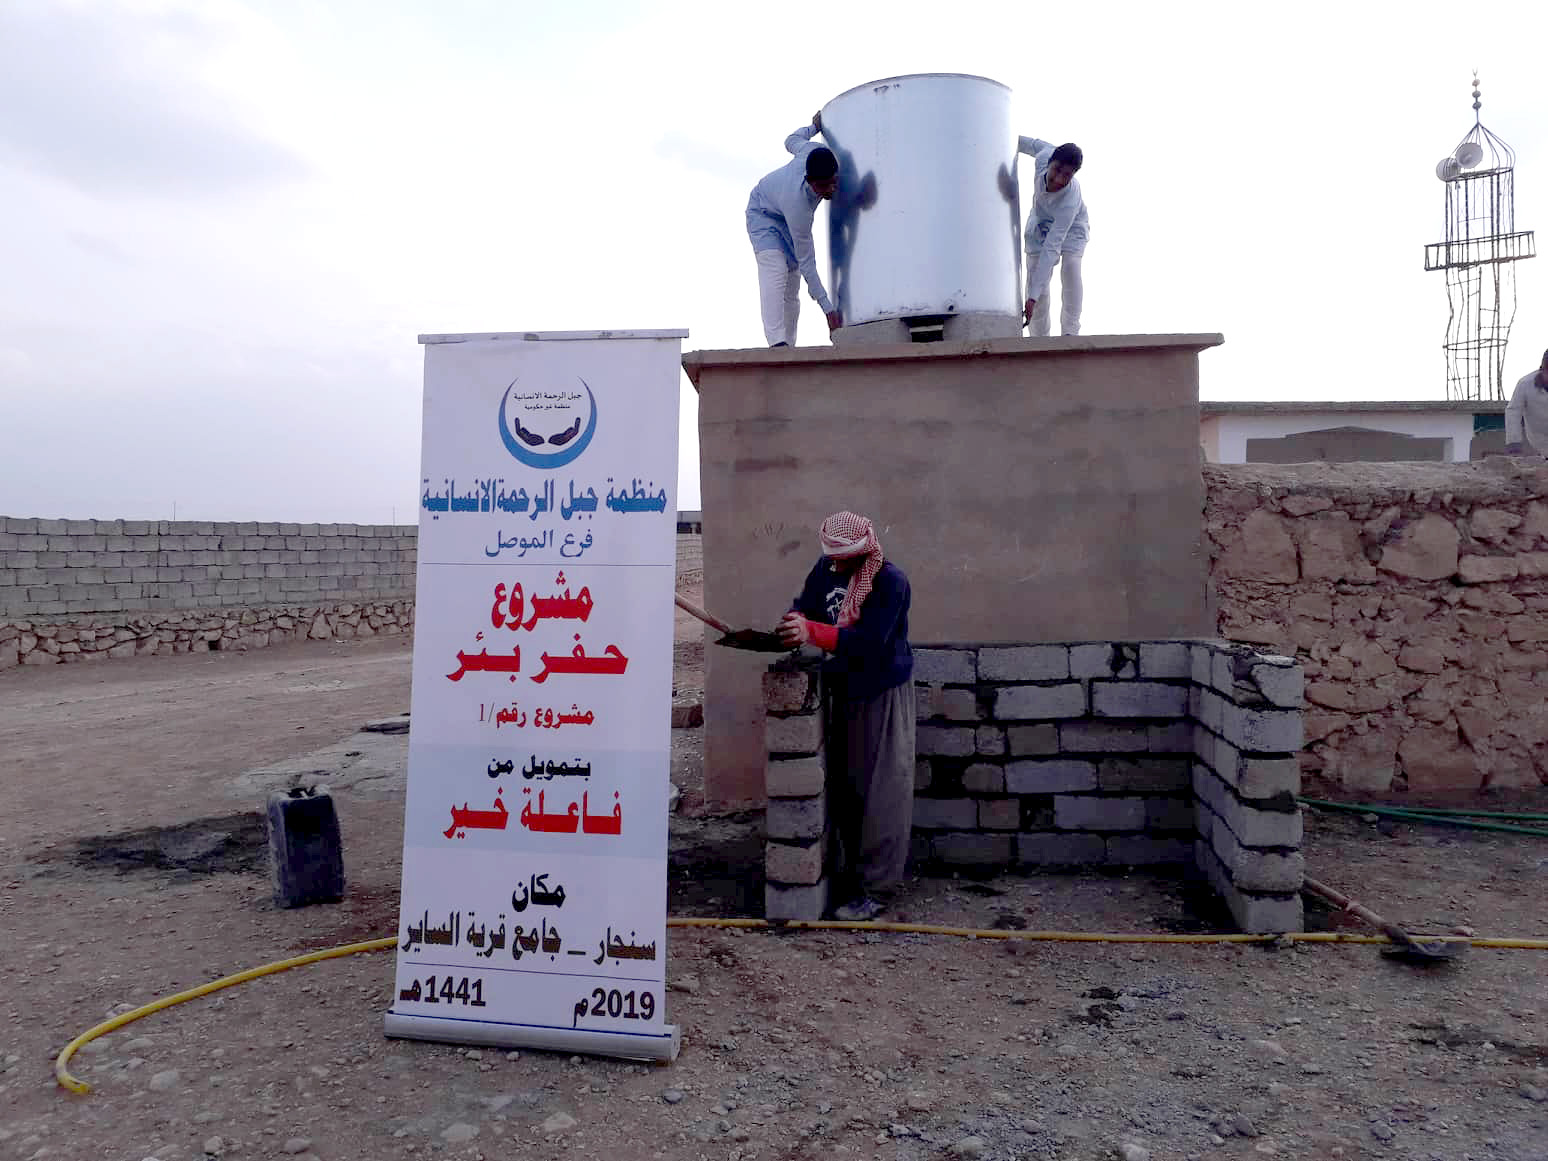 جبل الرحمة الانسانية
منظمة غير حكومية
منظمة جبل الرحمةالانسانية
فرع الموصل
مشروع
حفر بئر
مشروع رقم/1
بتمويل من
فاعلة خير
مكان
سنجار _ جامع قرية الساير
2019م 1441هـ